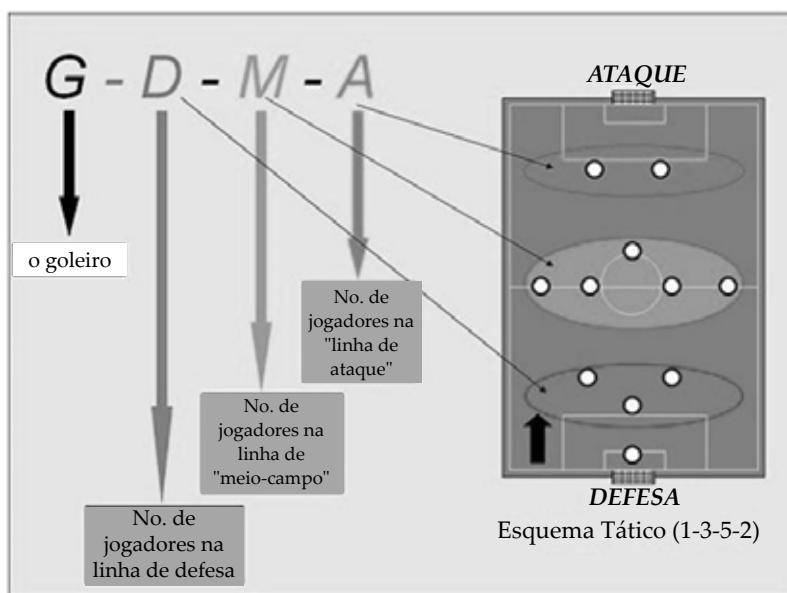 G - D - M - A
o goleiro
No. de
jogadores na
linha de defesa
No. de
jogadores na
linha de
"meio-campo"
No. de
jogadores na
"linha de
ataque"
ATAQUE
DEFESA
Esquema Tático (1-3-5-2)